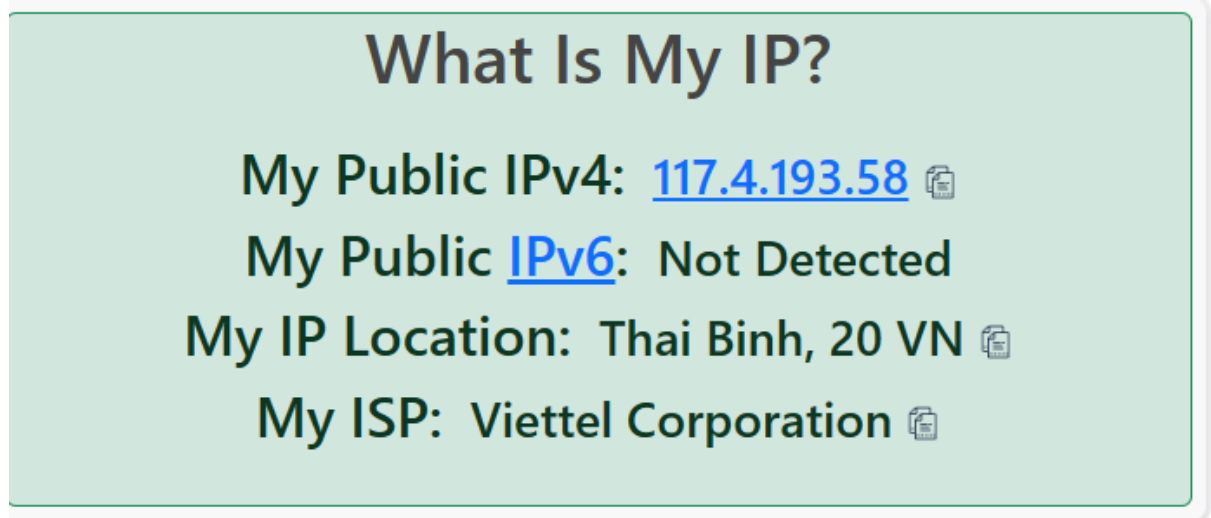 What Is My IP?
My Public IPv4: 117.4.193.58
My Public IPv6: Not Detected
My IP Location: Thai Binh, 20 VN
My ISP: Viettel Corporation